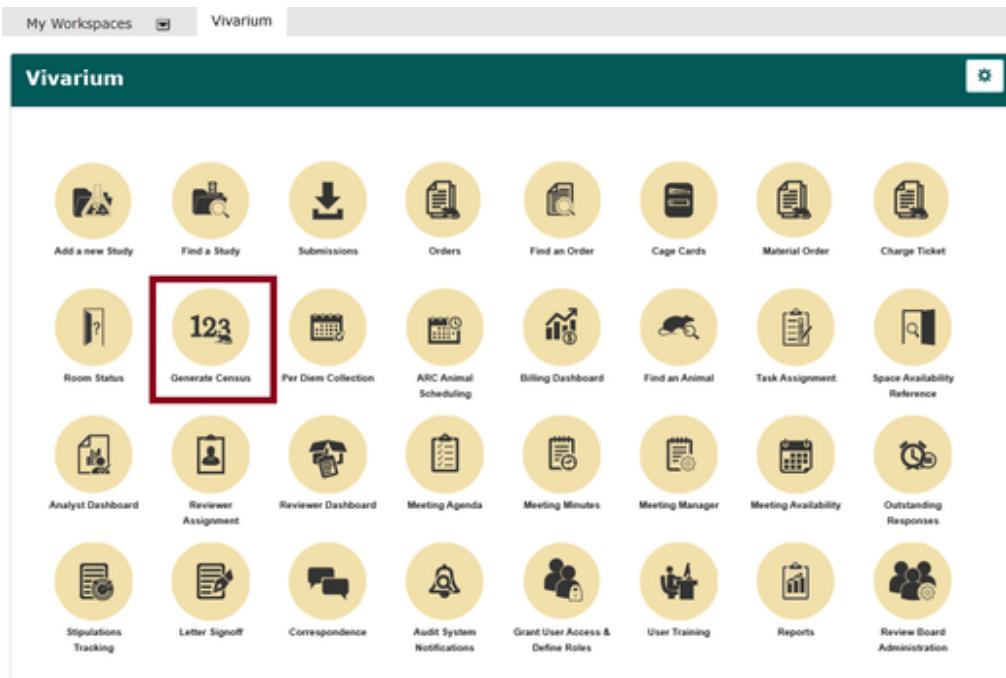 My Workspaces Vivarium
Vivarium
Add a new Study Find a Study Submissions Orders Find an Order Cage Cards Material Order Charge Ticket
?
123
Room Status Generate Census Per Diem Collection ARC Animal Billing Dashboard Find an Animal Task Assignment Space Availability
Scheduling Reference
$
Analyst Dashboard Reviewer Reviewer Dashboard Meeting Agenda Meeting Minutes Meeting Manager Meeting Availability Outstanding
Assignment Responses
Stipulations Letter Signoff Correspondence Audit System Grant User Access & User Training Reports Review Board
Tracking Notifications Define Roles Administration